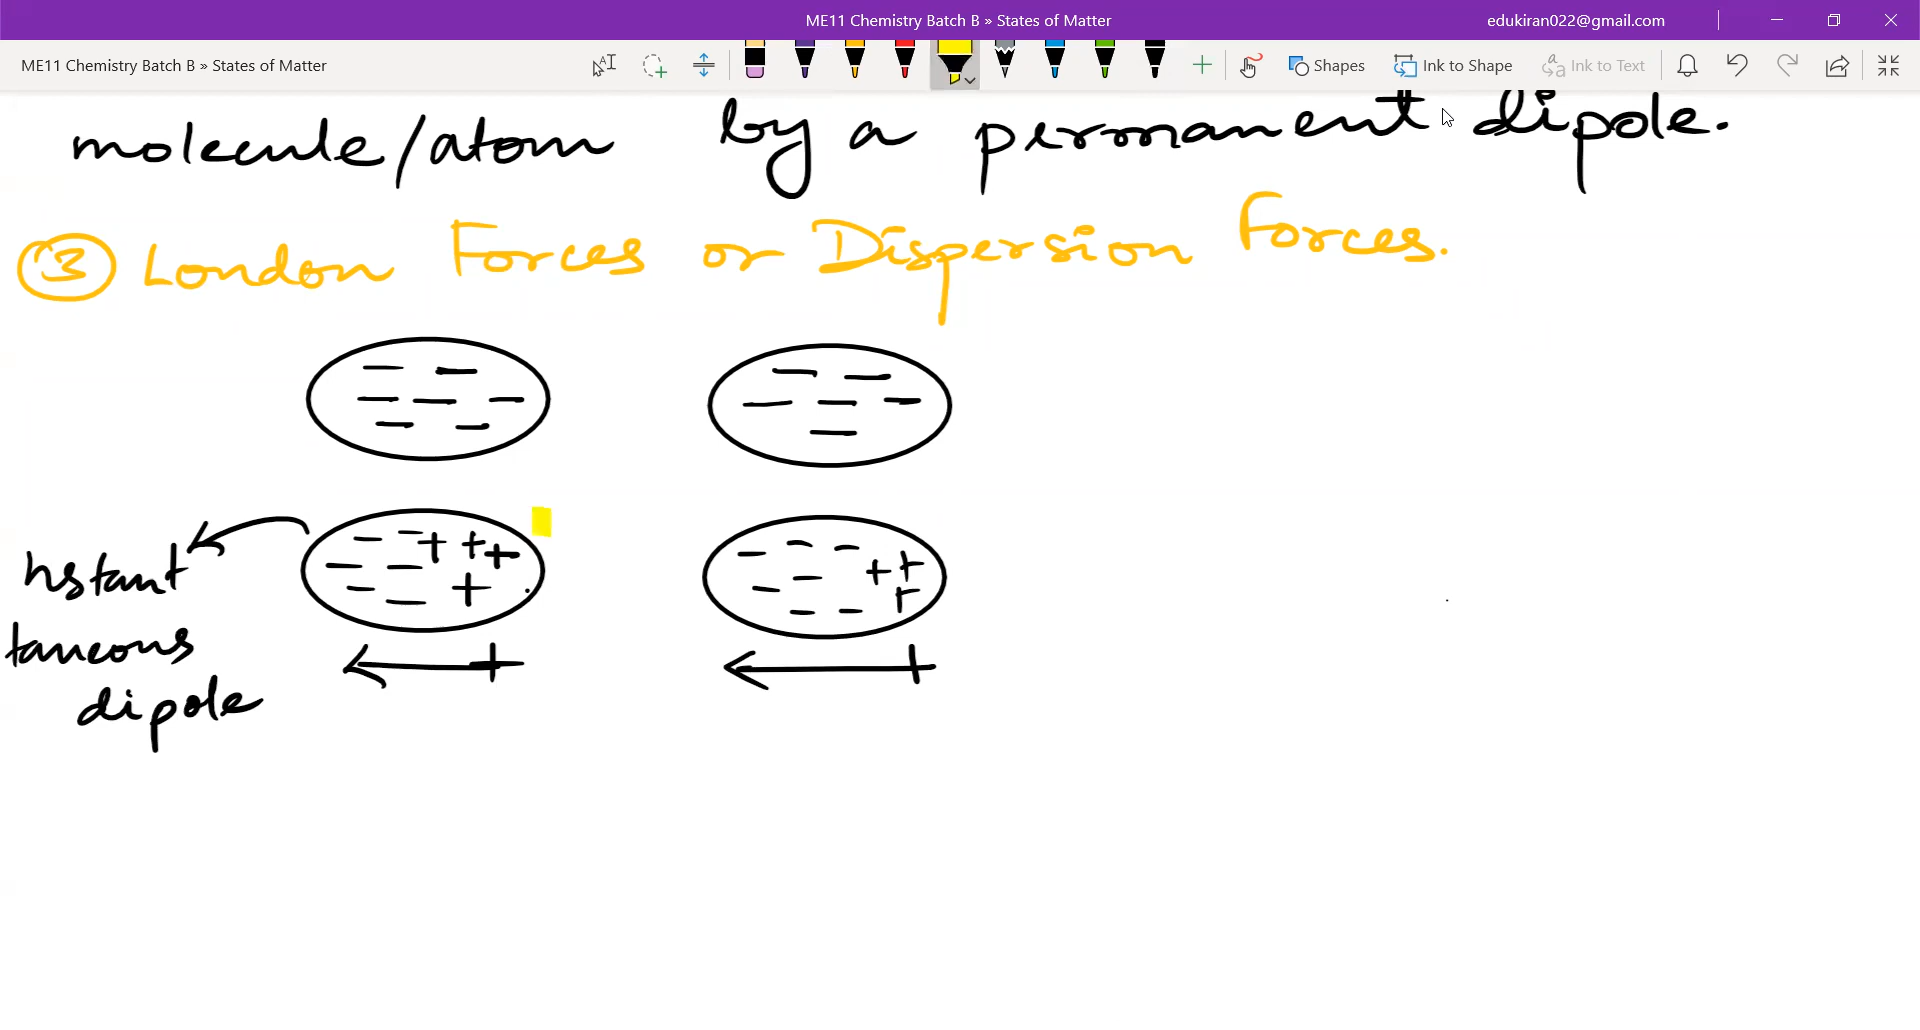 ME11 Chemistry Batch B » States of Matter
edukiran022@gmail.com
ME11 Chemistry Batch B » States of Matter
Shapes
Ink to Shape
Ink to Text
molecule/atom by a permanent dipole.
③ London Forces or Dispersion Forces.
nstant
taneous
dipole